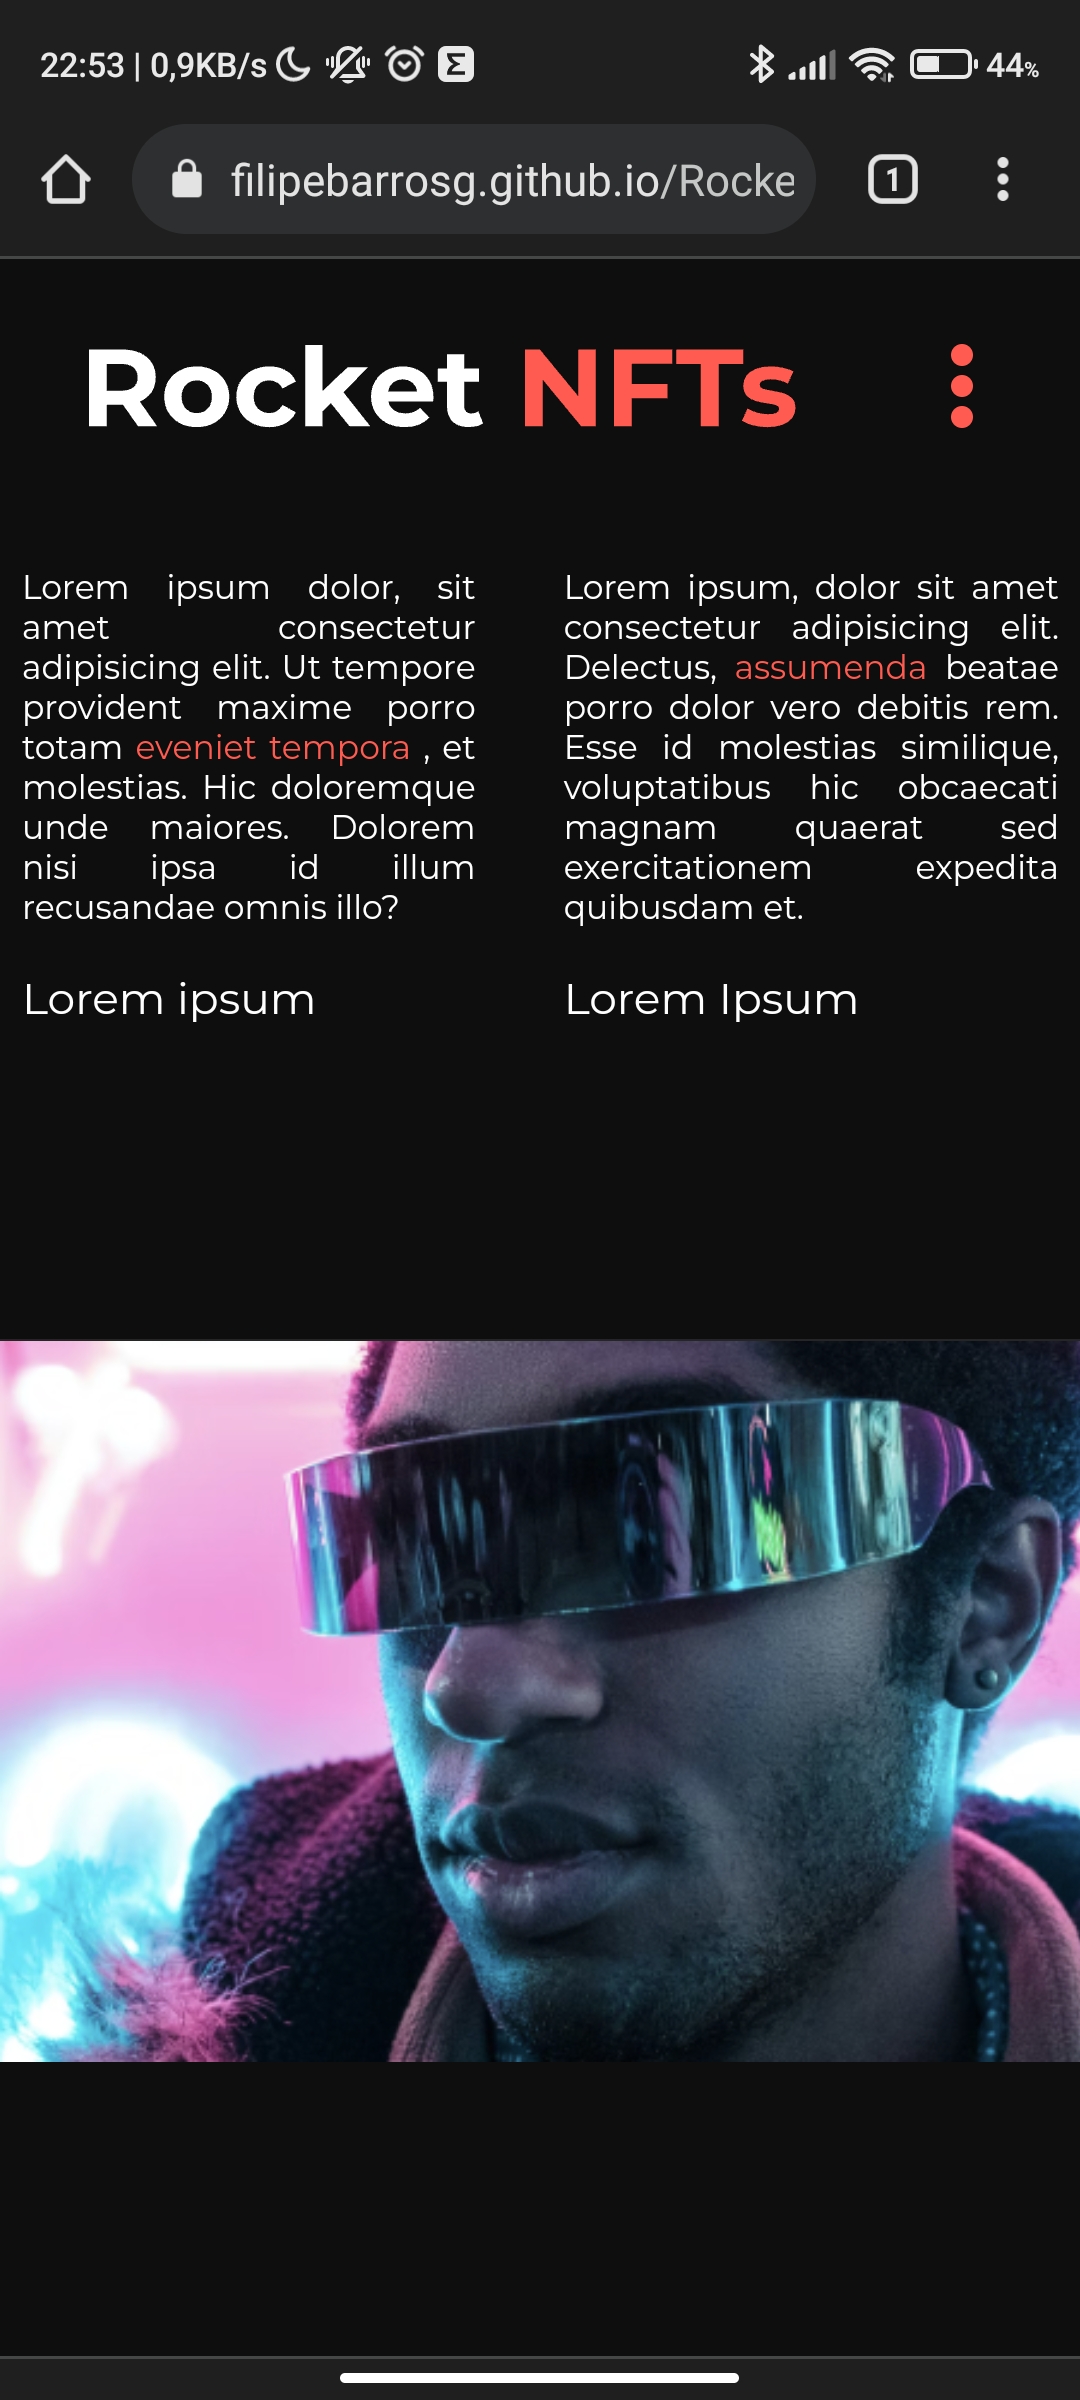 22:53 | 0,9KB/s
44%
filipebarrosg.github.io/Rocke
1
Rocket NFTs
Lorem ipsum dolor, sit
amet consectetur
adipisicing elit. Ut tempore
provident maxime porro
totam eveniet tempora , et
molestias. Hic doloremque
unde maiores. Dolorem
nisi ipsa id illum
recusandae omnis illo?
Lorem ipsum
Lorem ipsum, dolor sit amet
consectetur adipisicing elit.
Delectus, assumenda beatae
porro dolor vero debitis rem.
Esse id molestias similique,
voluptatibus hic obcaecati
magnam quaerat sed
exercitationem expedita
quibusdam et.
Lorem Ipsum